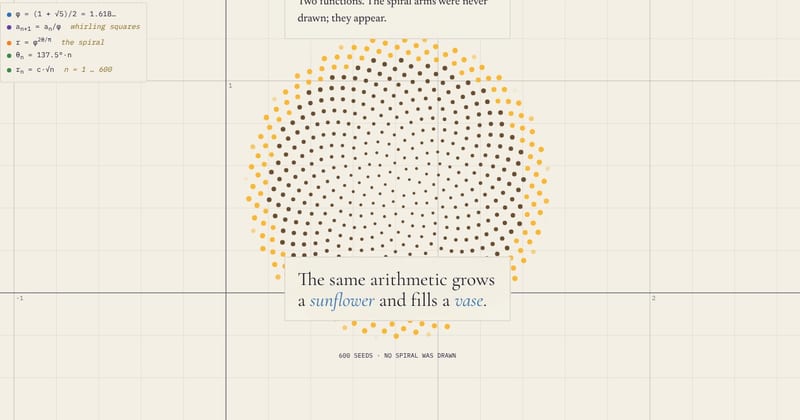 Two functions. The spiral arms were never
drawn; they appear.
φ = (1 + √5)/2 = 1.618…
aₙ₊₁ = aₙ/φ whirling squares
r = φ^2θ/π the spiral
θₙ = 137.5°·n
rₙ = c·√n n = 1 … 600
1
The same arithmetic grows
a sunflower and fills a vase.
-1
2
600 SEEDS · NO SPIRAL WAS DRAWN